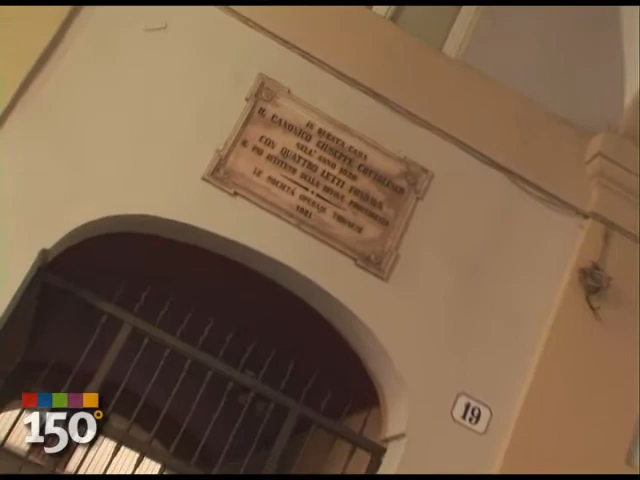 IN QUESTA CASA
IL CANONICO GIUSEPPE COTTOLENGO
NELL'ANNO 1828
CON QUATTRO LETTI FONDAVA
IL PIO ISTITUTO DELLA DIVINA PROVVIDENZA
LE SOCIETÀ OPERAIE TORINESI
1881
19
150°